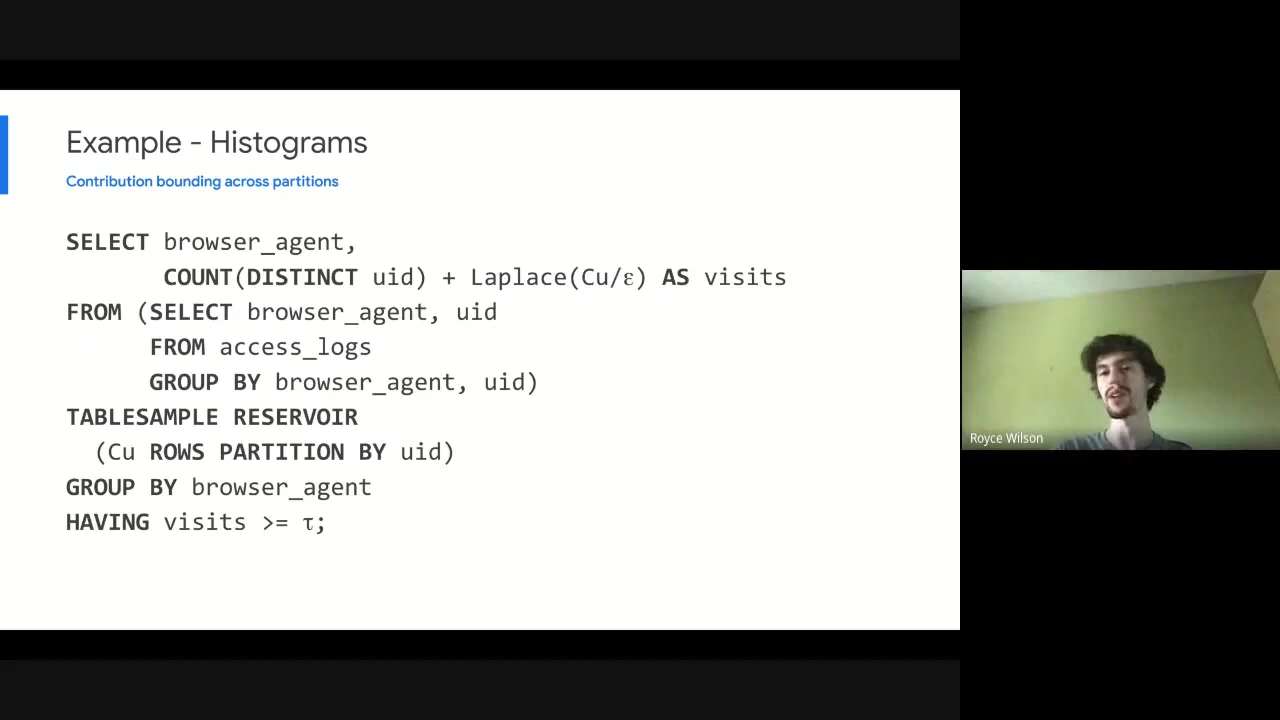 Example - Histograms
Contribution bounding across partitions
SELECT browser_agent,
COUNT(DISTINCT uid) + Laplace(Cu/ε) AS visits
FROM (SELECT browser_agent, uid
FROM access_logs
GROUP BY browser_agent, uid)
TABLESAMPLE RESERVOIR
(Cu ROWS PARTITION BY uid)
GROUP BY browser_agent
HAVING visits >= τ;
Royce Wilson